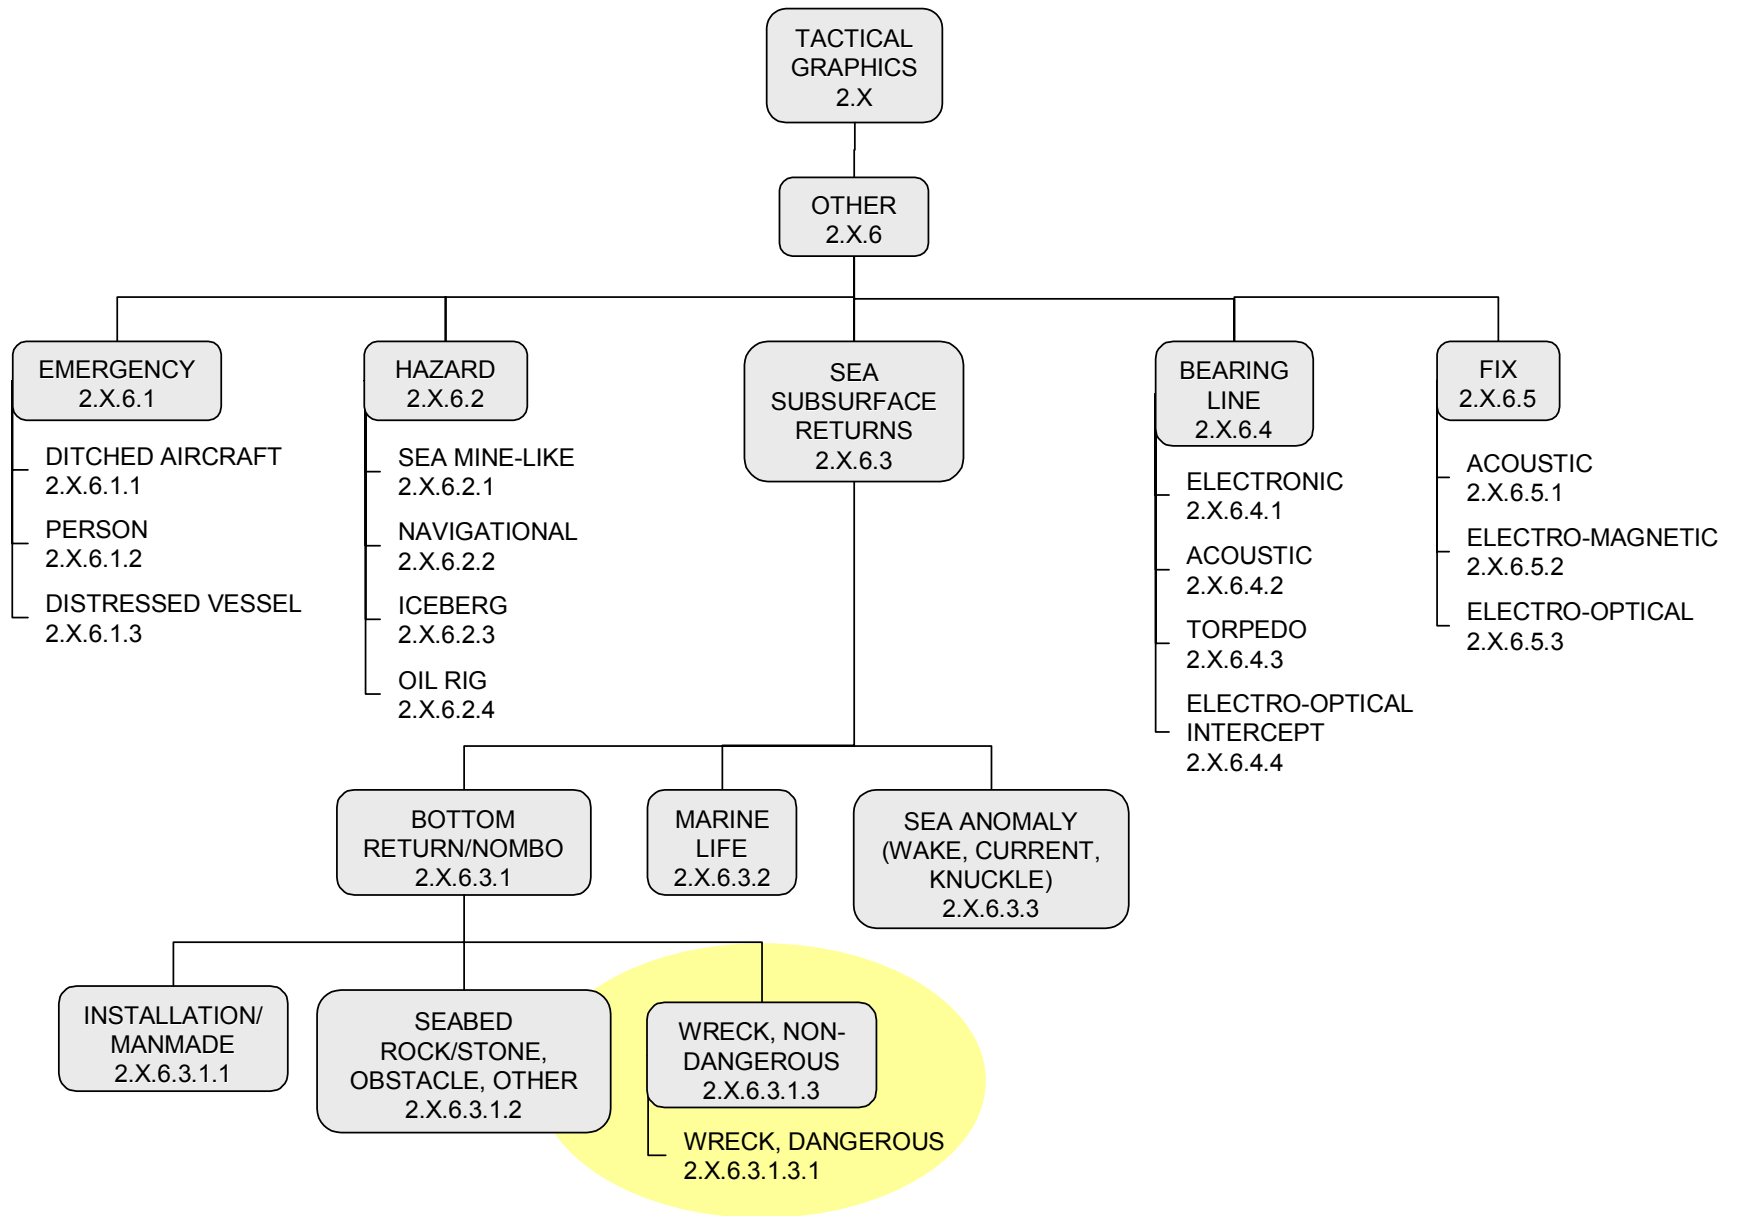 TACTICAL
GRAPHICS
2.X
OTHER
2.X.6
EMERGENCY
2.X.6.1
DITCHED AIRCRAFT
2.X.6.1.1
PERSON
2.X.6.1.2
DISTRESSED VESSEL
2.X.6.1.3
HAZARD
2.X.6.2
SEA MINE-LIKE
2.X.6.2.1
NAVIGATIONAL
2.X.6.2.2
ICEBERG
2.X.6.2.3
OIL RIG
2.X.6.2.4
SEA
SUBSURFACE
RETURNS
2.X.6.3
BEARING
LINE
2.X.6.4
ELECTRONIC
2.X.6.4.1
ACOUSTIC
2.X.6.4.2
TORPEDO
2.X.6.4.3
ELECTRO-OPTICAL
INTERCEPT
2.X.6.4.4
FIX
2.X.6.5
ACOUSTIC
2.X.6.5.1
ELECTRO-MAGNETIC
2.X.6.5.2
ELECTRO-OPTICAL
2.X.6.5.3
BOTTOM
RETURN/NOMBO
2.X.6.3.1
MARINE
LIFE
2.X.6.3.2
SEA ANOMALY
(WAKE, CURRENT,
KNUCKLE)
2.X.6.3.3
INSTALLATION/
MANMADE
2.X.6.3.1.1
SEABED
ROCK/STONE,
OBSTACLE, OTHER
2.X.6.3.1.2
WRECK, NON-
DANGEROUS
2.X.6.3.1.3
WRECK, DANGEROUS
2.X.6.3.1.3.1